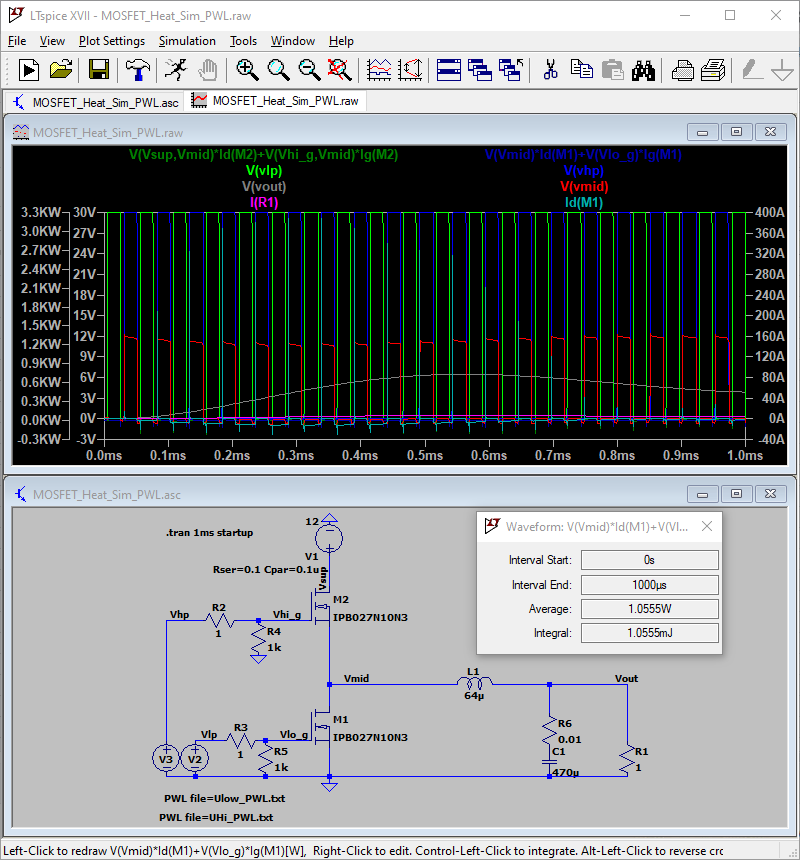 LTspice XVII - MOSFET_Heat_Sim_PWL.raw
File View Plot Settings Simulation Tools Window Help
MOSFET_Heat_Sim_PWL.asc MOSFET_Heat_Sim_PWL.raw
MOSFET_Heat_Sim_PWL.raw
V(Vsup,Vmid)*Id(M2)+V(Vhi_g,Vmid)*Ig(M2) V(Vmid)*Id(M1)+V(Vlo_g)*Ig(M1)
V(vlp) V(vhp)
V(vout) V(vmid)
I(R1) Id(M1)
3.3KW 30V 400A
3.0KW 27V 360A
2.7KW 24V 320A
2.4KW 21V 280A
2.1KW 18V 240A
1.8KW 15V 200A
1.5KW 12V 160A
1.2KW 9V 120A
0.9KW 6V 80A
0.6KW 3V 40A
0.3KW 0V 0A
0.0KW -3V -40A
-0.3KW
0.0ms 0.1ms 0.2ms 0.3ms 0.4ms 0.5ms 0.6ms 0.7ms 0.8ms 0.9ms 1.0ms
MOSFET_Heat_Sim_PWL.asc
.tran 1ms startup
12
V1
Rser=0.1 Cpar=0.1u
Vsup
M2
IPB027N10N3
Vhp
R2
1
Vhi_g
R4
1k
Vmid
L1
64µ
Vout
Vlp
R3
1
Vlo_g
M1
IPB027N10N3
R5
1k
R6
0.01
C1
470µ
R1
1
V3
V2
PWL file=Ulow_PWL.txt
PWL file=UHi_PWL.txt
Waveform: V(Vmid)*Id(M1)+V(Vl...
Interval Start: 0s
Interval End: 1000µs
Average: 1.0555W
Integral: 1.0555mJ
Left-Click to redraw V(Vmid)*Id(M1)+V(Vlo_g)*Ig(M1)[W], Right-Click to edit. Control-Left-Click to integrate. Alt-Left-Click to reverse crc